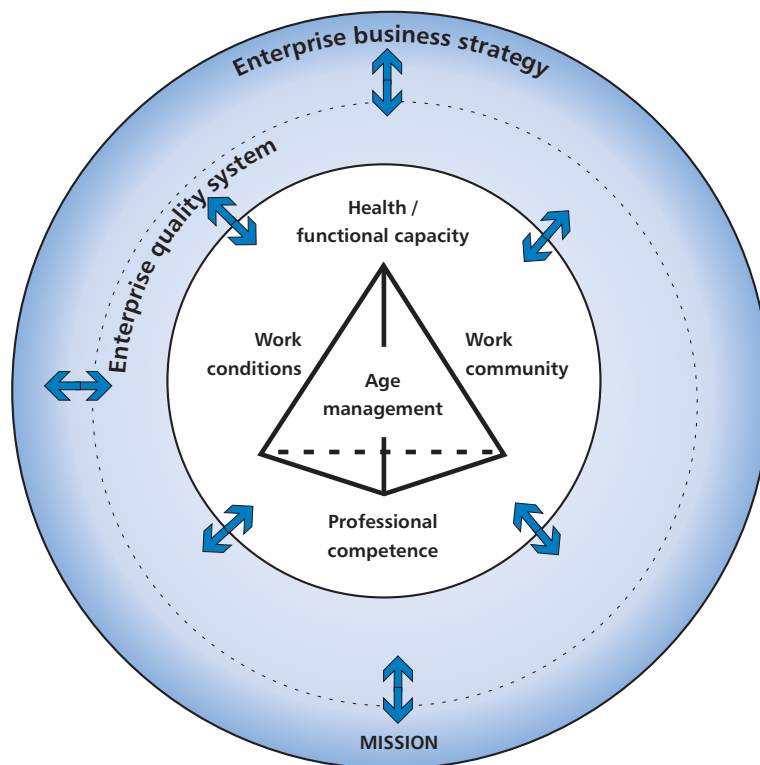 Enterprise business strategy
Enterprise quality system
Health /
functional capacity
Work
conditions
Work
community
Age
management
Professional
competence
MISSION